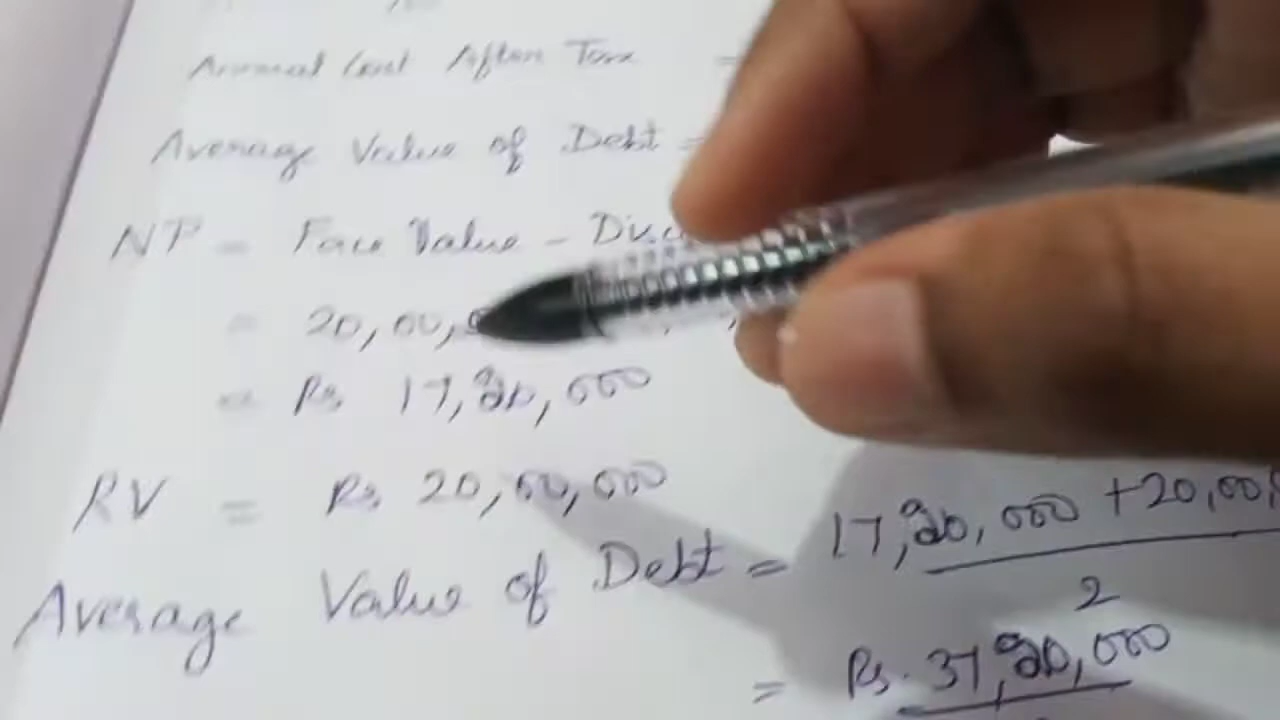 Annual Cost After Tax =
Average Value of Debt =
NP = Face Value - Disc
= 20,00,
= Rs 17,20,000
RV = Rs. 20,00,000
Average Value of Debt = 17,20,000 + 20,00,
2
= Rs. 37,20,000